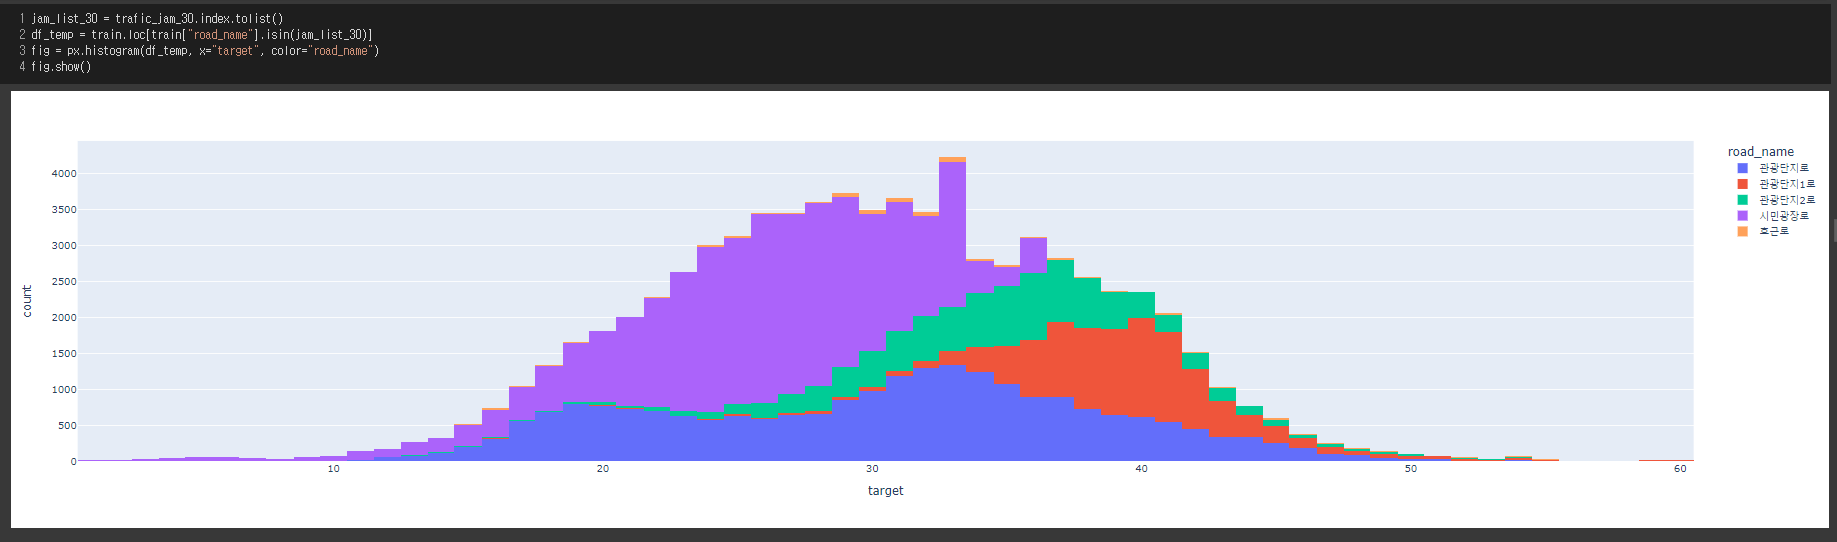 1 jam_list_30 = trafic_jam_30.index.tolist()
2 df_temp = train.loc[train["road_name"].isin(jam_list_30)]
3 fig = px.histogram(df_temp, x="target", color="road_name")
4 fig.show()
road_name
관광단지로
관광단지1로
관광단지2로
시민광장로
호근로
4000
3500
3000
2500
2000
1500
1000
500
0
count
10 20 30 40 50 60
target